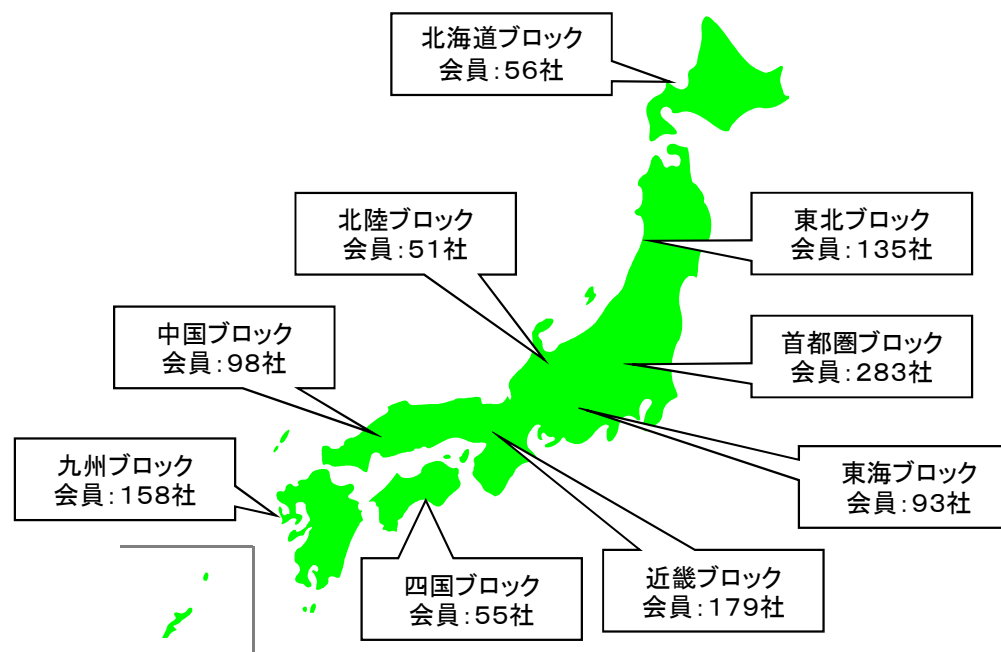 北海道ブロック
会員:56社
北陸ブロック
会員:51社
東北ブロック
会員:135社
中国ブロック
会員:98社
首都圏ブロック
会員:283社
九州ブロック
会員:158社
東海ブロック
会員:93社
四国ブロック
会員:55社
近畿ブロック
会員:179社